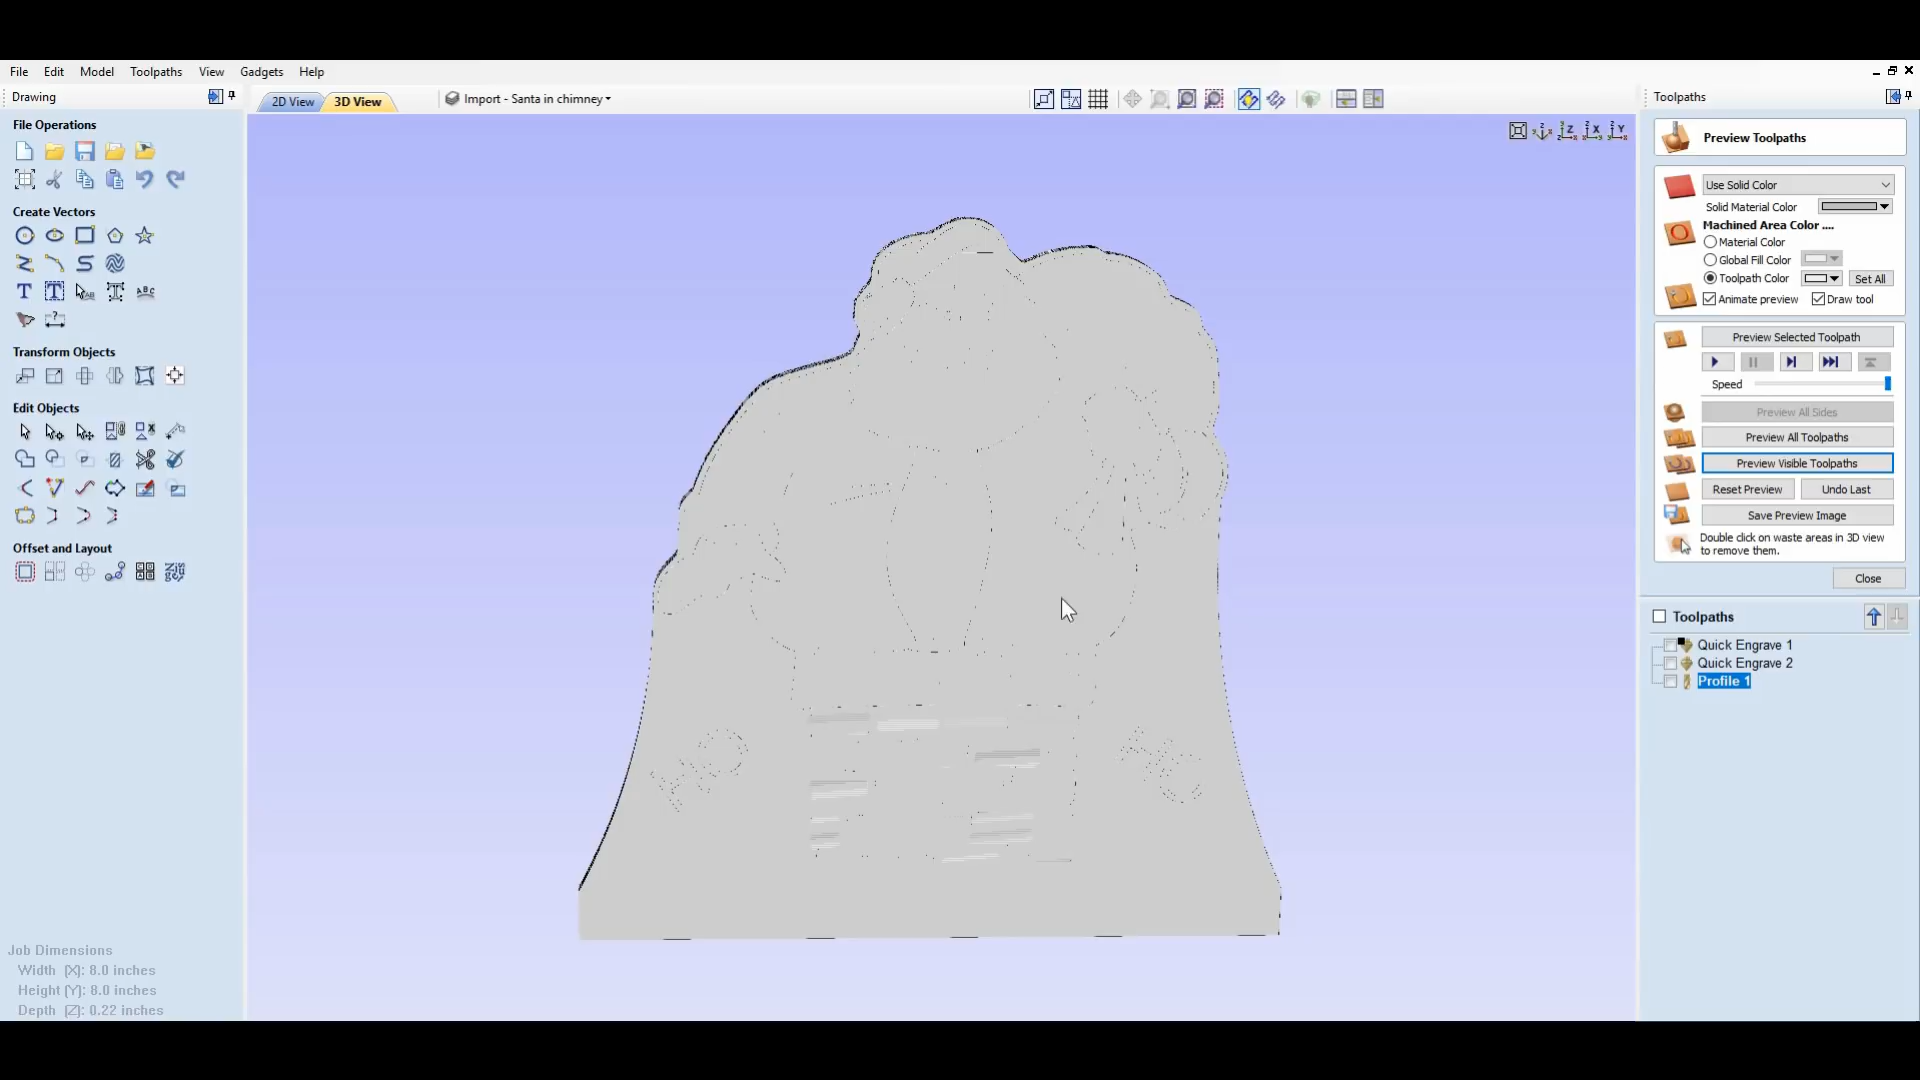 File Edit Model Toolpaths View Gadgets Help
Drawing
2D View 3D View Import - Santa in chimney
Toolpaths
File Operations
Create Vectors
Transform Objects
Edit Objects
Offset and Layout
Job Dimensions
Width (X): 8.0 inches
Height (Y): 8.0 inches
Depth (Z): 0.22 inches
Preview Toolpaths
Use Solid Color
Solid Material Color
Machined Area Color ....
Material Color
Global Fill Color
Toolpath Color Set All
Animate preview Draw tool
Preview Selected Toolpath
Speed
Preview All Sides
Preview All Toolpaths
Preview Visible Toolpaths
Reset Preview Undo Last
Save Preview Image
Double click on waste areas in 3D view
to remove them.
Close
Toolpaths
Quick Engrave 1
Quick Engrave 2
Profile 1